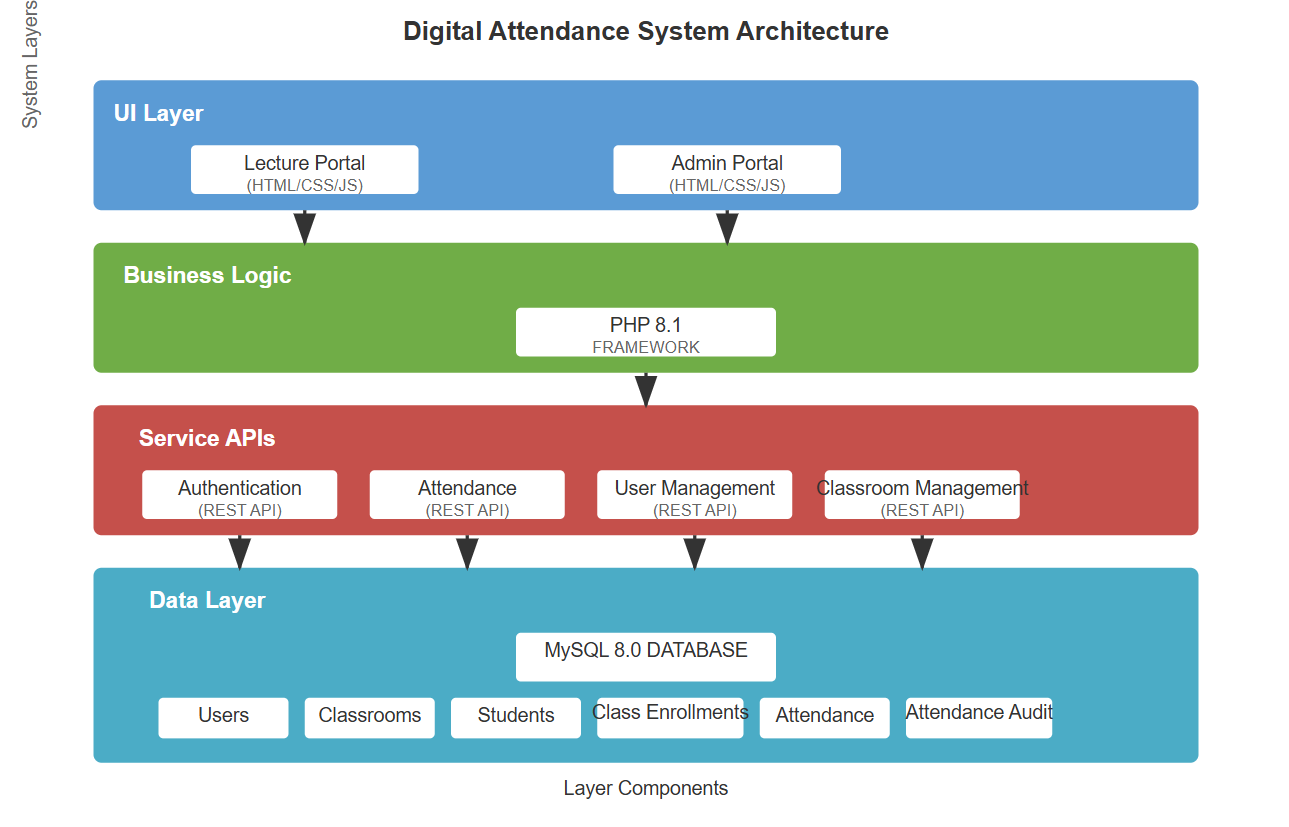 Digital Attendance System Architecture
System Layers
UI Layer
Lecture Portal
(HTML/CSS/JS)
Admin Portal
(HTML/CSS/JS)
Business Logic
PHP 8.1
FRAMEWORK
Service APIs
Authentication
(REST API)
Attendance
(REST API)
User Management
(REST API)
Classroom Management
(REST API)
Data Layer
MySQL 8.0 DATABASE
Users
Classrooms
Students
Class Enrollments
Attendance
Attendance Audit
Layer Components